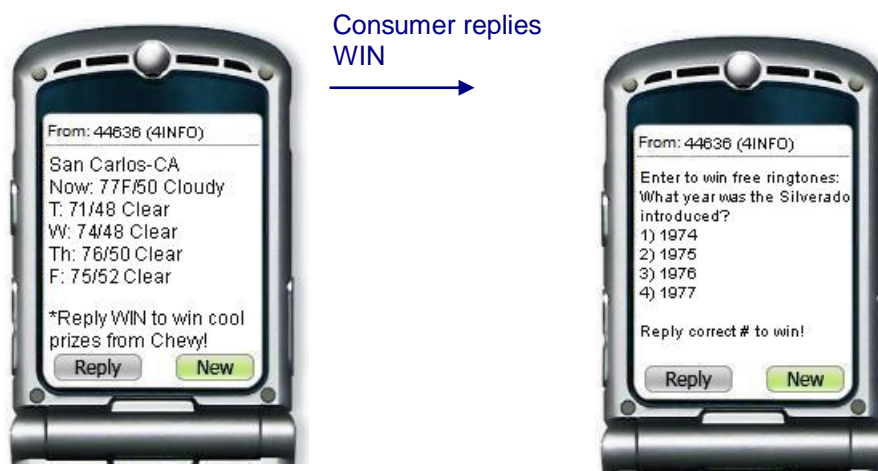 Consumer replies
WIN
From: 44636 (4INFO)
San Carlos-CA
Now: 77F/50 Cloudy
T: 71/48 Clear
W: 74/48 Clear
Th: 76/50 Clear
F: 75/52 Clear
*Reply WIN to win cool
prizes from Chevy!
Reply
New
From: 44636 (4INFO)
Enter to win free ringtones:
What year was the Silverado
introduced?
1) 1974
2) 1975
3) 1976
4) 1977
Reply correct # to win!
Reply
New